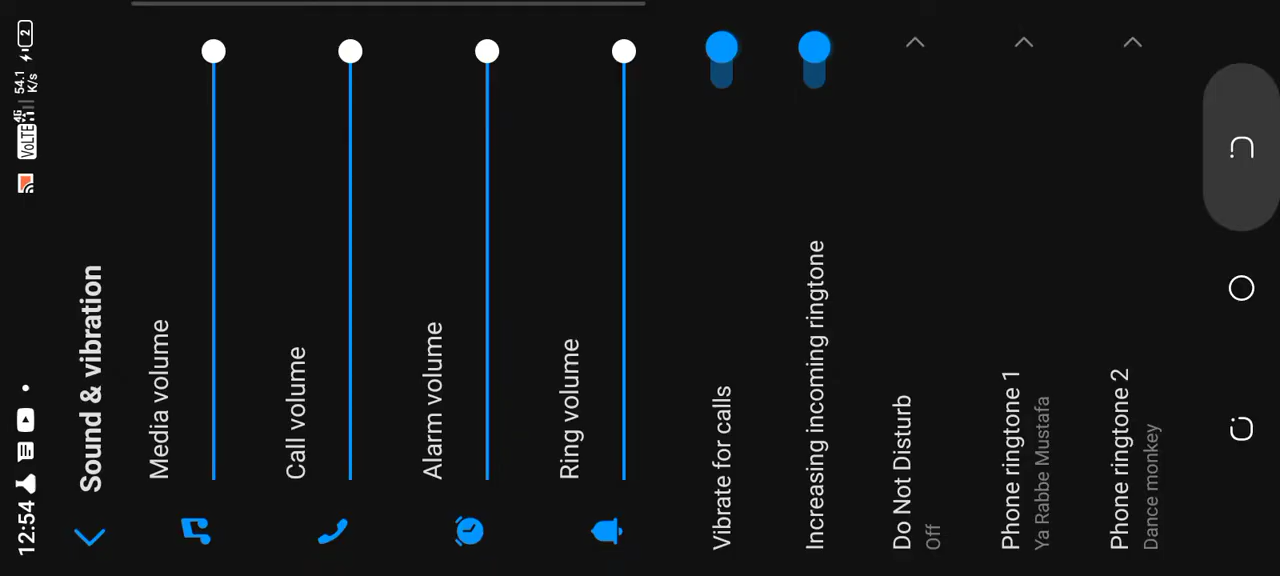 12:54
VoLTE 4G 54.1 K/s 2
Sound & vibration
Media volume
Call volume
Alarm volume
Ring volume
Vibrate for calls
Increasing incoming ringtone
Do Not Disturb
Off
Phone ringtone 1
Ya Rabbe Mustafa
Phone ringtone 2
Dance monkey